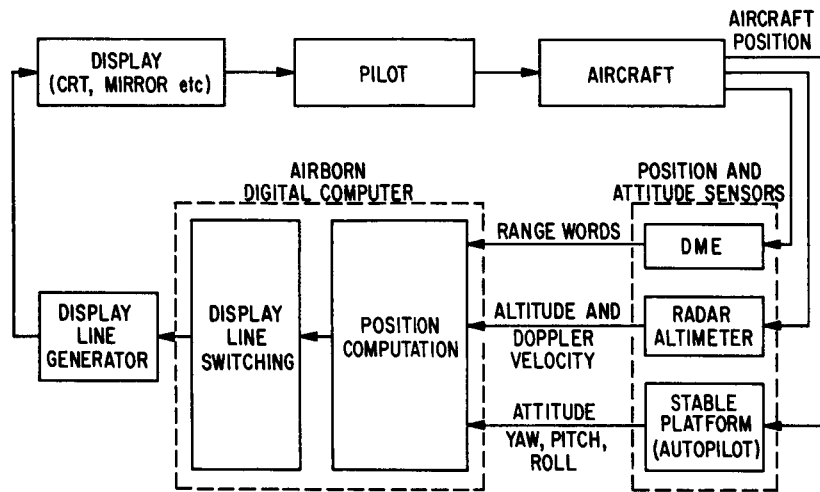 AIRCRAFT
POSITION
DISPLAY
(CRT, MIRROR etc)
PILOT
AIRCRAFT
AIRBORN
DIGITAL COMPUTER
POSITION AND
ATTITUDE SENSORS
RANGE WORDS
DME
DISPLAY
LINE
GENERATOR
DISPLAY
LINE
SWITCHING
POSITION
COMPUTATION
ALTITUDE AND
DOPPLER
VELOCITY
RADAR
ALTIMETER
ATTITUDE
YAW, PITCH,
ROLL
STABLE
PLATFORM
(AUTOPILOT)